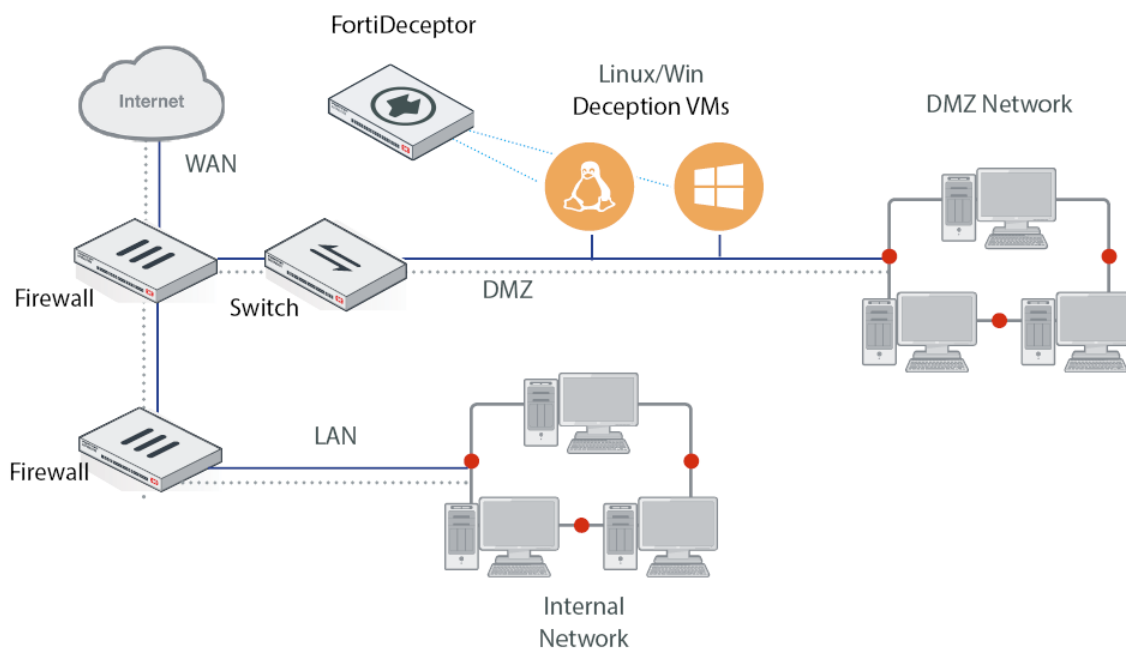 FortiDeceptor
Internet
Linux/Win
Deception VMs
DMZ Network
WAN
Firewall
Switch
DMZ
Firewall
LAN
Internal
Network